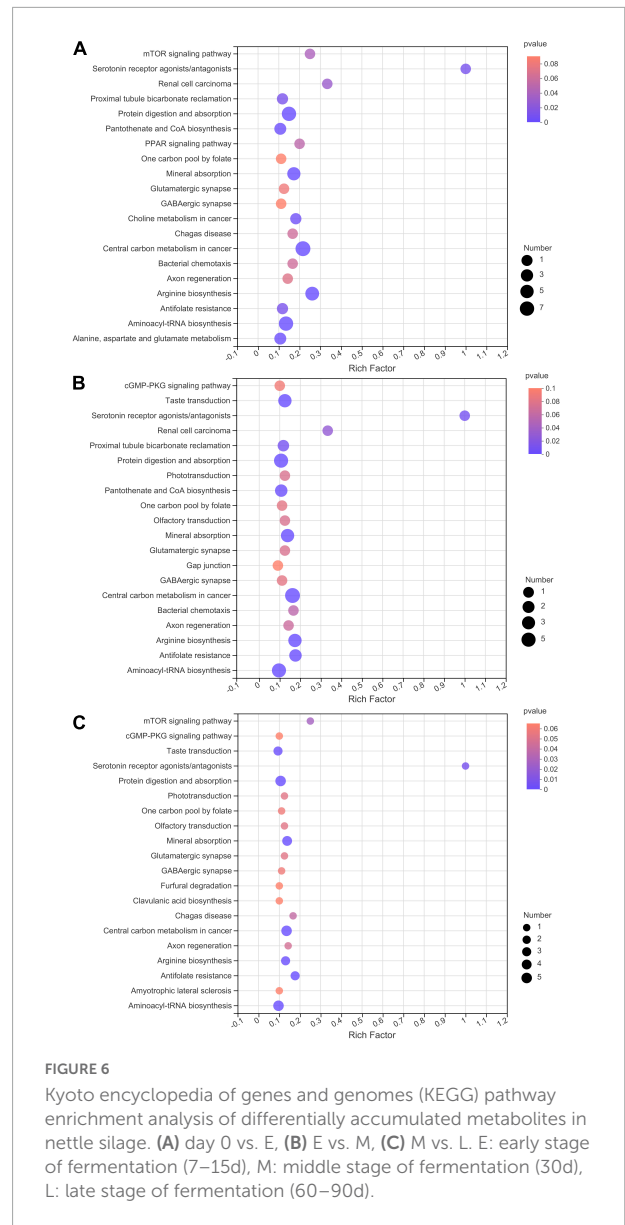 A
mTOR signaling pathway
Serotonin receptor agonists/antagonists
Renal cell carcinoma
Proximal tubule bicarbonate reclamation
Protein digestion and absorption
Pantothenate and CoA biosynthesis
PPAR signaling pathway
One carbon pool by folate
Mineral absorption
Glutamatergic synapse
GABAergic synapse
Choline metabolism in cancer
Chagas disease
Central carbon metabolism in cancer
Bacterial chemotaxis
Axon regeneration
Arginine biosynthesis
Antifolate resistance
Aminoacyl-tRNA biosynthesis
Alanine, aspartate and glutamate metabolism
-0.1 0 0.1 0.2 0.3 0.4 0.5 0.6 0.7 0.8 0.9 1 1.1 1.2
Rich Factor
pvalue
0.08
0.06
0.04
0.02
0
Number
1
3
5
7
B
cGMP-PKG signaling pathway
Taste transduction
Serotonin receptor agonists/antagonists
Renal cell carcinoma
Proximal tubule bicarbonate reclamation
Protein digestion and absorption
Phototransduction
Pantothenate and CoA biosynthesis
One carbon pool by folate
Olfactory transduction
Mineral absorption
Glutamatergic synapse
Gap junction
GABAergic synapse
Central carbon metabolism in cancer
Bacterial chemotaxis
Axon regeneration
Arginine biosynthesis
Antifolate resistance
Aminoacyl-tRNA biosynthesis
-0.1 0 0.1 0.2 0.3 0.4 0.5 0.6 0.7 0.8 0.9 1 1.1 1.2
Rich Factor
pvalue
0.1
0.08
0.06
0.04
0.02
0
Number
1
2
3
5
C
mTOR signaling pathway
cGMP-PKG signaling pathway
Taste transduction
Serotonin receptor agonists/antagonists
Protein digestion and absorption
Phototransduction
One carbon pool by folate
Olfactory transduction
Mineral absorption
Glutamatergic synapse
GABAergic synapse
Furfural degradation
Clavulanic acid biosynthesis
Chagas disease
Central carbon metabolism in cancer
Axon regeneration
Arginine biosynthesis
Antifolate resistance
Amyotrophic lateral sclerosis
Aminoacyl-tRNA biosynthesis
-0.1 0 0.1 0.2 0.3 0.4 0.5 0.6 0.7 0.8 0.9 1 1.1 1.2
Rich Factor
pvalue
0.06
0.05
0.04
0.03
0.02
0.01
0
Number
1
2
3
4
5
FIGURE 6
Kyoto encyclopedia of genes and genomes (KEGG) pathway
enrichment analysis of differentially accumulated metabolites in
nettle silage. (A) day 0 vs. E, (B) E vs. M, (C) M vs. L. E: early stage
of fermentation (7–15d), M: middle stage of fermentation (30d),
L: late stage of fermentation (60–90d).